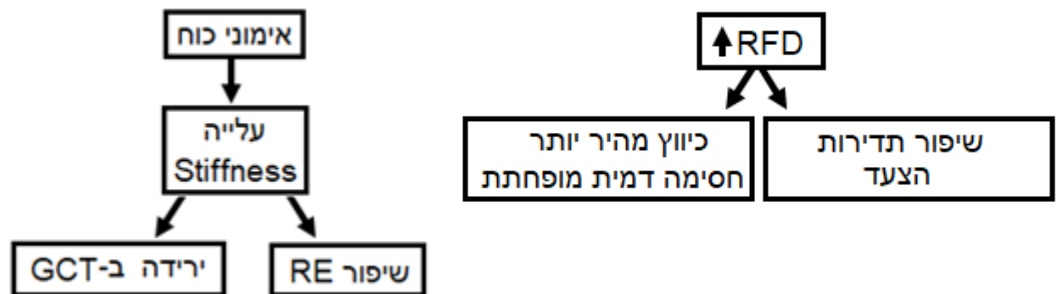 אימוני כוח
עלייה
Stiffness
ירידה ב-GCT
שיפור RE
RFD
כיווץ מהיר יותר
חסימה דמית מופחתת
שיפור תדירות
הצעד